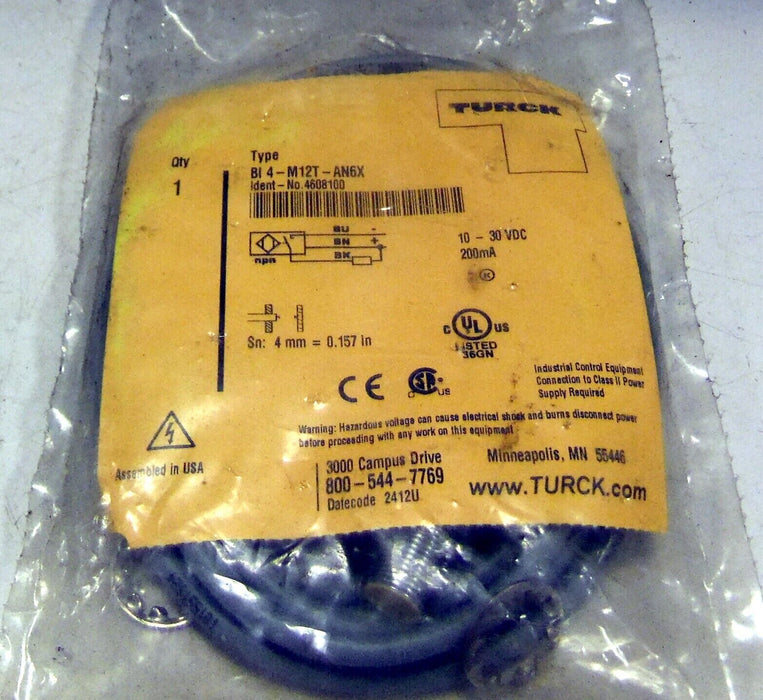 TURCK
Qty
1
Type
BI 4-M12T-AN6X
Ident-No.4608100
BU -
BN +
BK
npn
10 - 30 VDC
200mA
K
Sn: 4 mm = 0.157 in
C UL US
LISTED
36GN
CE
SP US
Industrial Control Equipment
Connection to Class II Power
Supply Required
Warning: Hazardous voltage can cause electrical shock and burns disconnect power
before proceeding with any work on this equipment
Assembled in USA
3000 Campus Drive
Minneapolis, MN 55446
800-544-7769
Datecode 2412U
www.TURCK.com